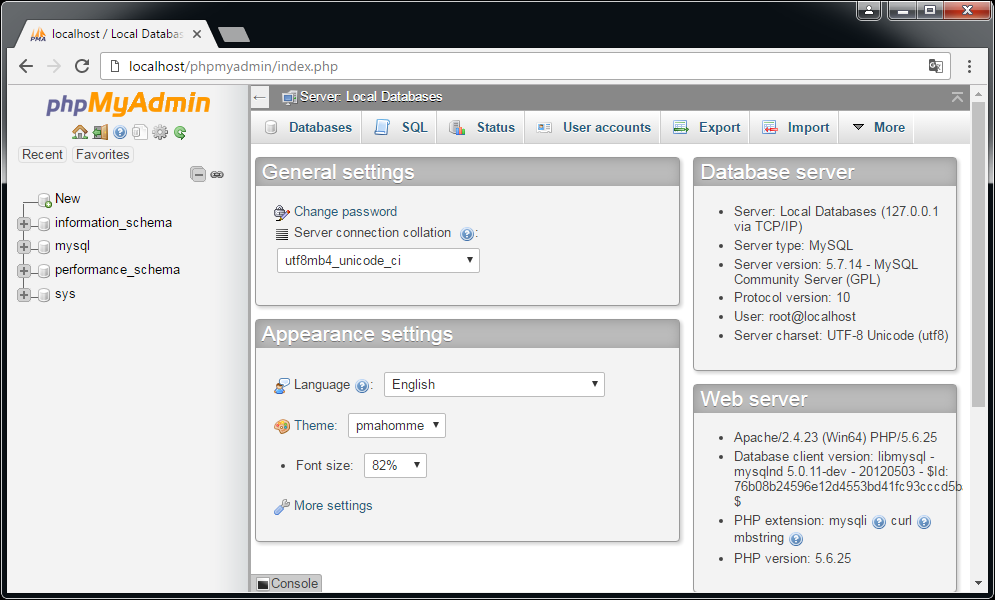 localhost / Local Databas
localhost/phpmyadmin/index.php
phpMyAdmin
Recent Favorites
New
information_schema
mysql
performance_schema
sys
Server: Local Databases
Databases SQL Status User accounts Export Import More
General settings
Change password
Server connection collation :
utf8mb4_unicode_ci
Appearance settings
Language : English
Theme: pmahomme
Font size: 82%
More settings
Database server
Server: Local Databases (127.0.0.1
via TCP/IP)
Server type: MySQL
Server version: 5.7.14 - MySQL
Community Server (GPL)
Protocol version: 10
User: root@localhost
Server charset: UTF-8 Unicode (utf8)
Web server
Apache/2.4.23 (Win64) PHP/5.6.25
Database client version: libmysql -
mysqlnd 5.0.11-dev - 20120503 - $Id:
76b08b24596e12d4553bd41fc93cccd5b
$
PHP extension: mysqli curl
mbstring
PHP version: 5.6.25
Console